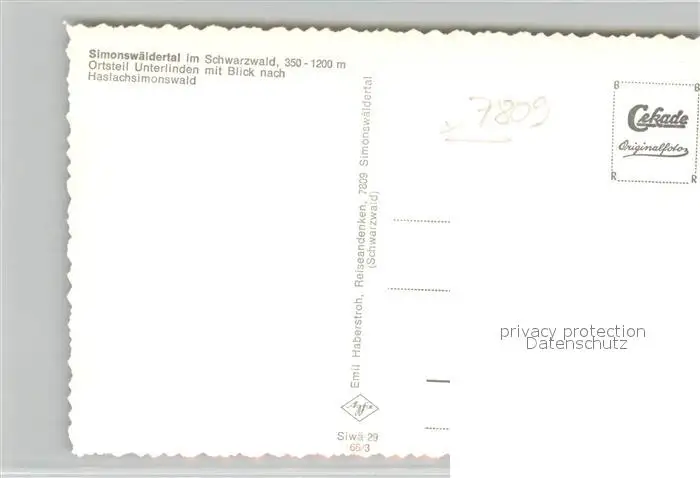 Simonswäldertal im Schwarzwald, 350 - 1200 m
Ortsteil Unterlinden mit Blick nach
Haslachsimonswald
Emil Haberstroh, Reiseandenken, 7809 Simonswäldertal
(Schwarzwald)
Agfa
Siwä 29
66/3
7809
B B
Cekade
Originalfoto
R R
privacy protection
Datenschutz